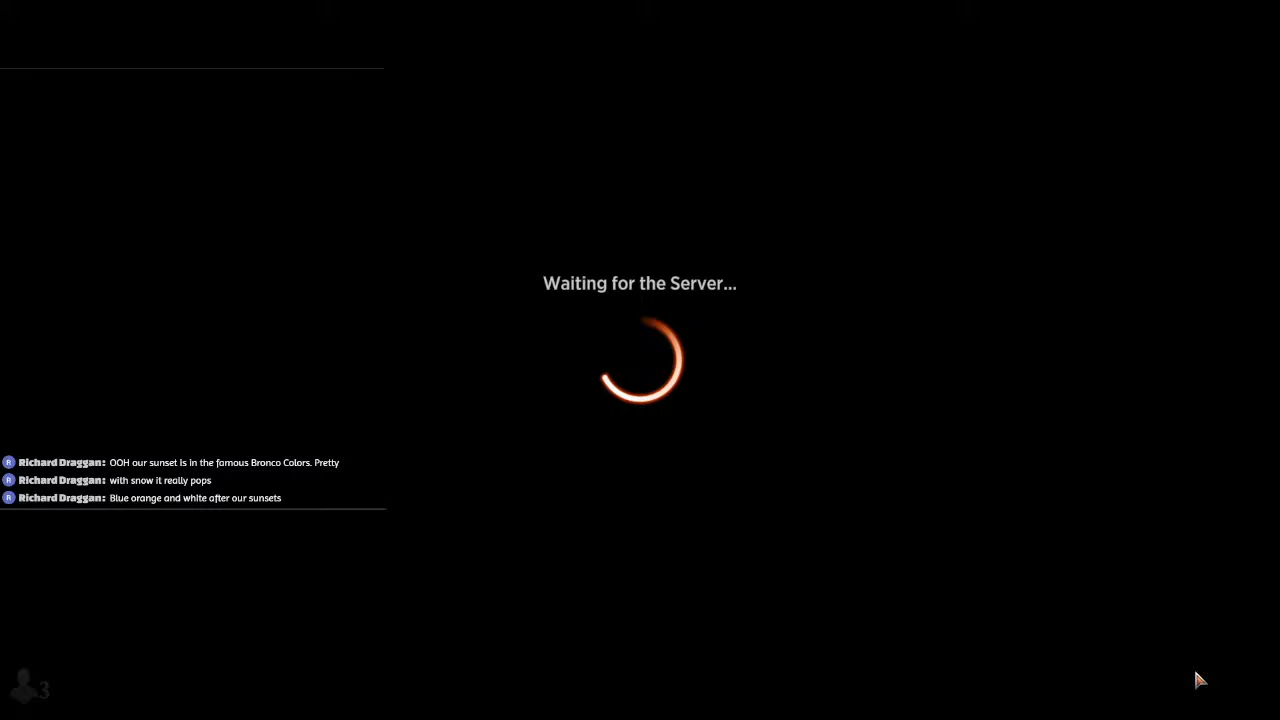 Waiting for the Server...
R Richard Draggan: OOH our sunset is in the famous Bronco Colors. Pretty
R Richard Draggan: with snow it really pops
R Richard Draggan: Blue orange and white after our sunsets
3